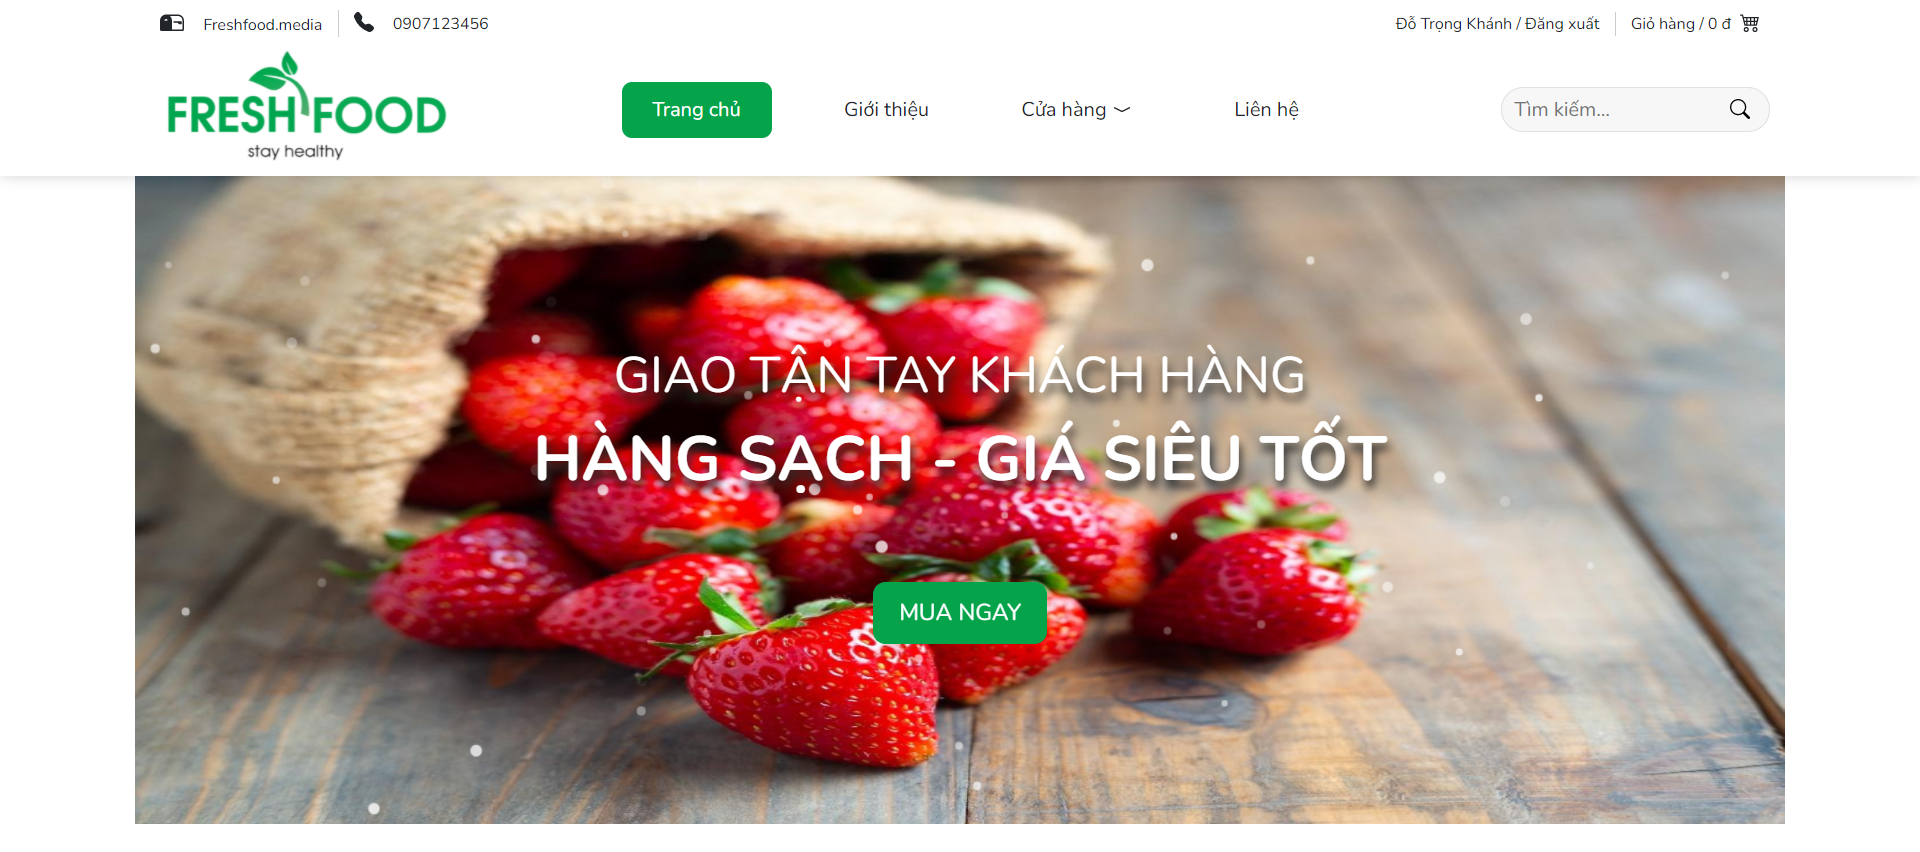 Freshfood.media
0907123456
Đỗ Trọng Khánh / Đăng xuất
Giỏ hàng / 0 đ
FRESH FOOD
stay healthy
Trang chủ
Giới thiệu
Cửa hàng
Liên hệ
Tìm kiếm...
GIAO TẬN TAY KHÁCH HÀNG
HÀNG SẠCH - GIÁ SIÊU TỐT
MUA NGAY